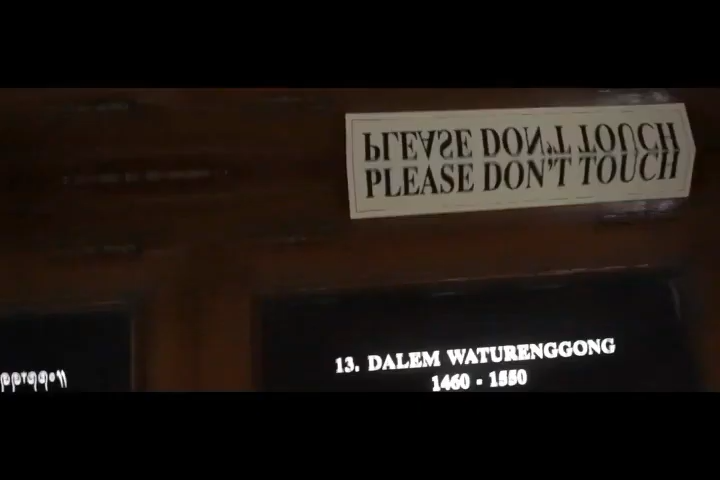 PLEASE DON'T TOUCH
PLEASE DON'T TOUCH
13. DALEM WATURENGGONG
1460 - 1550